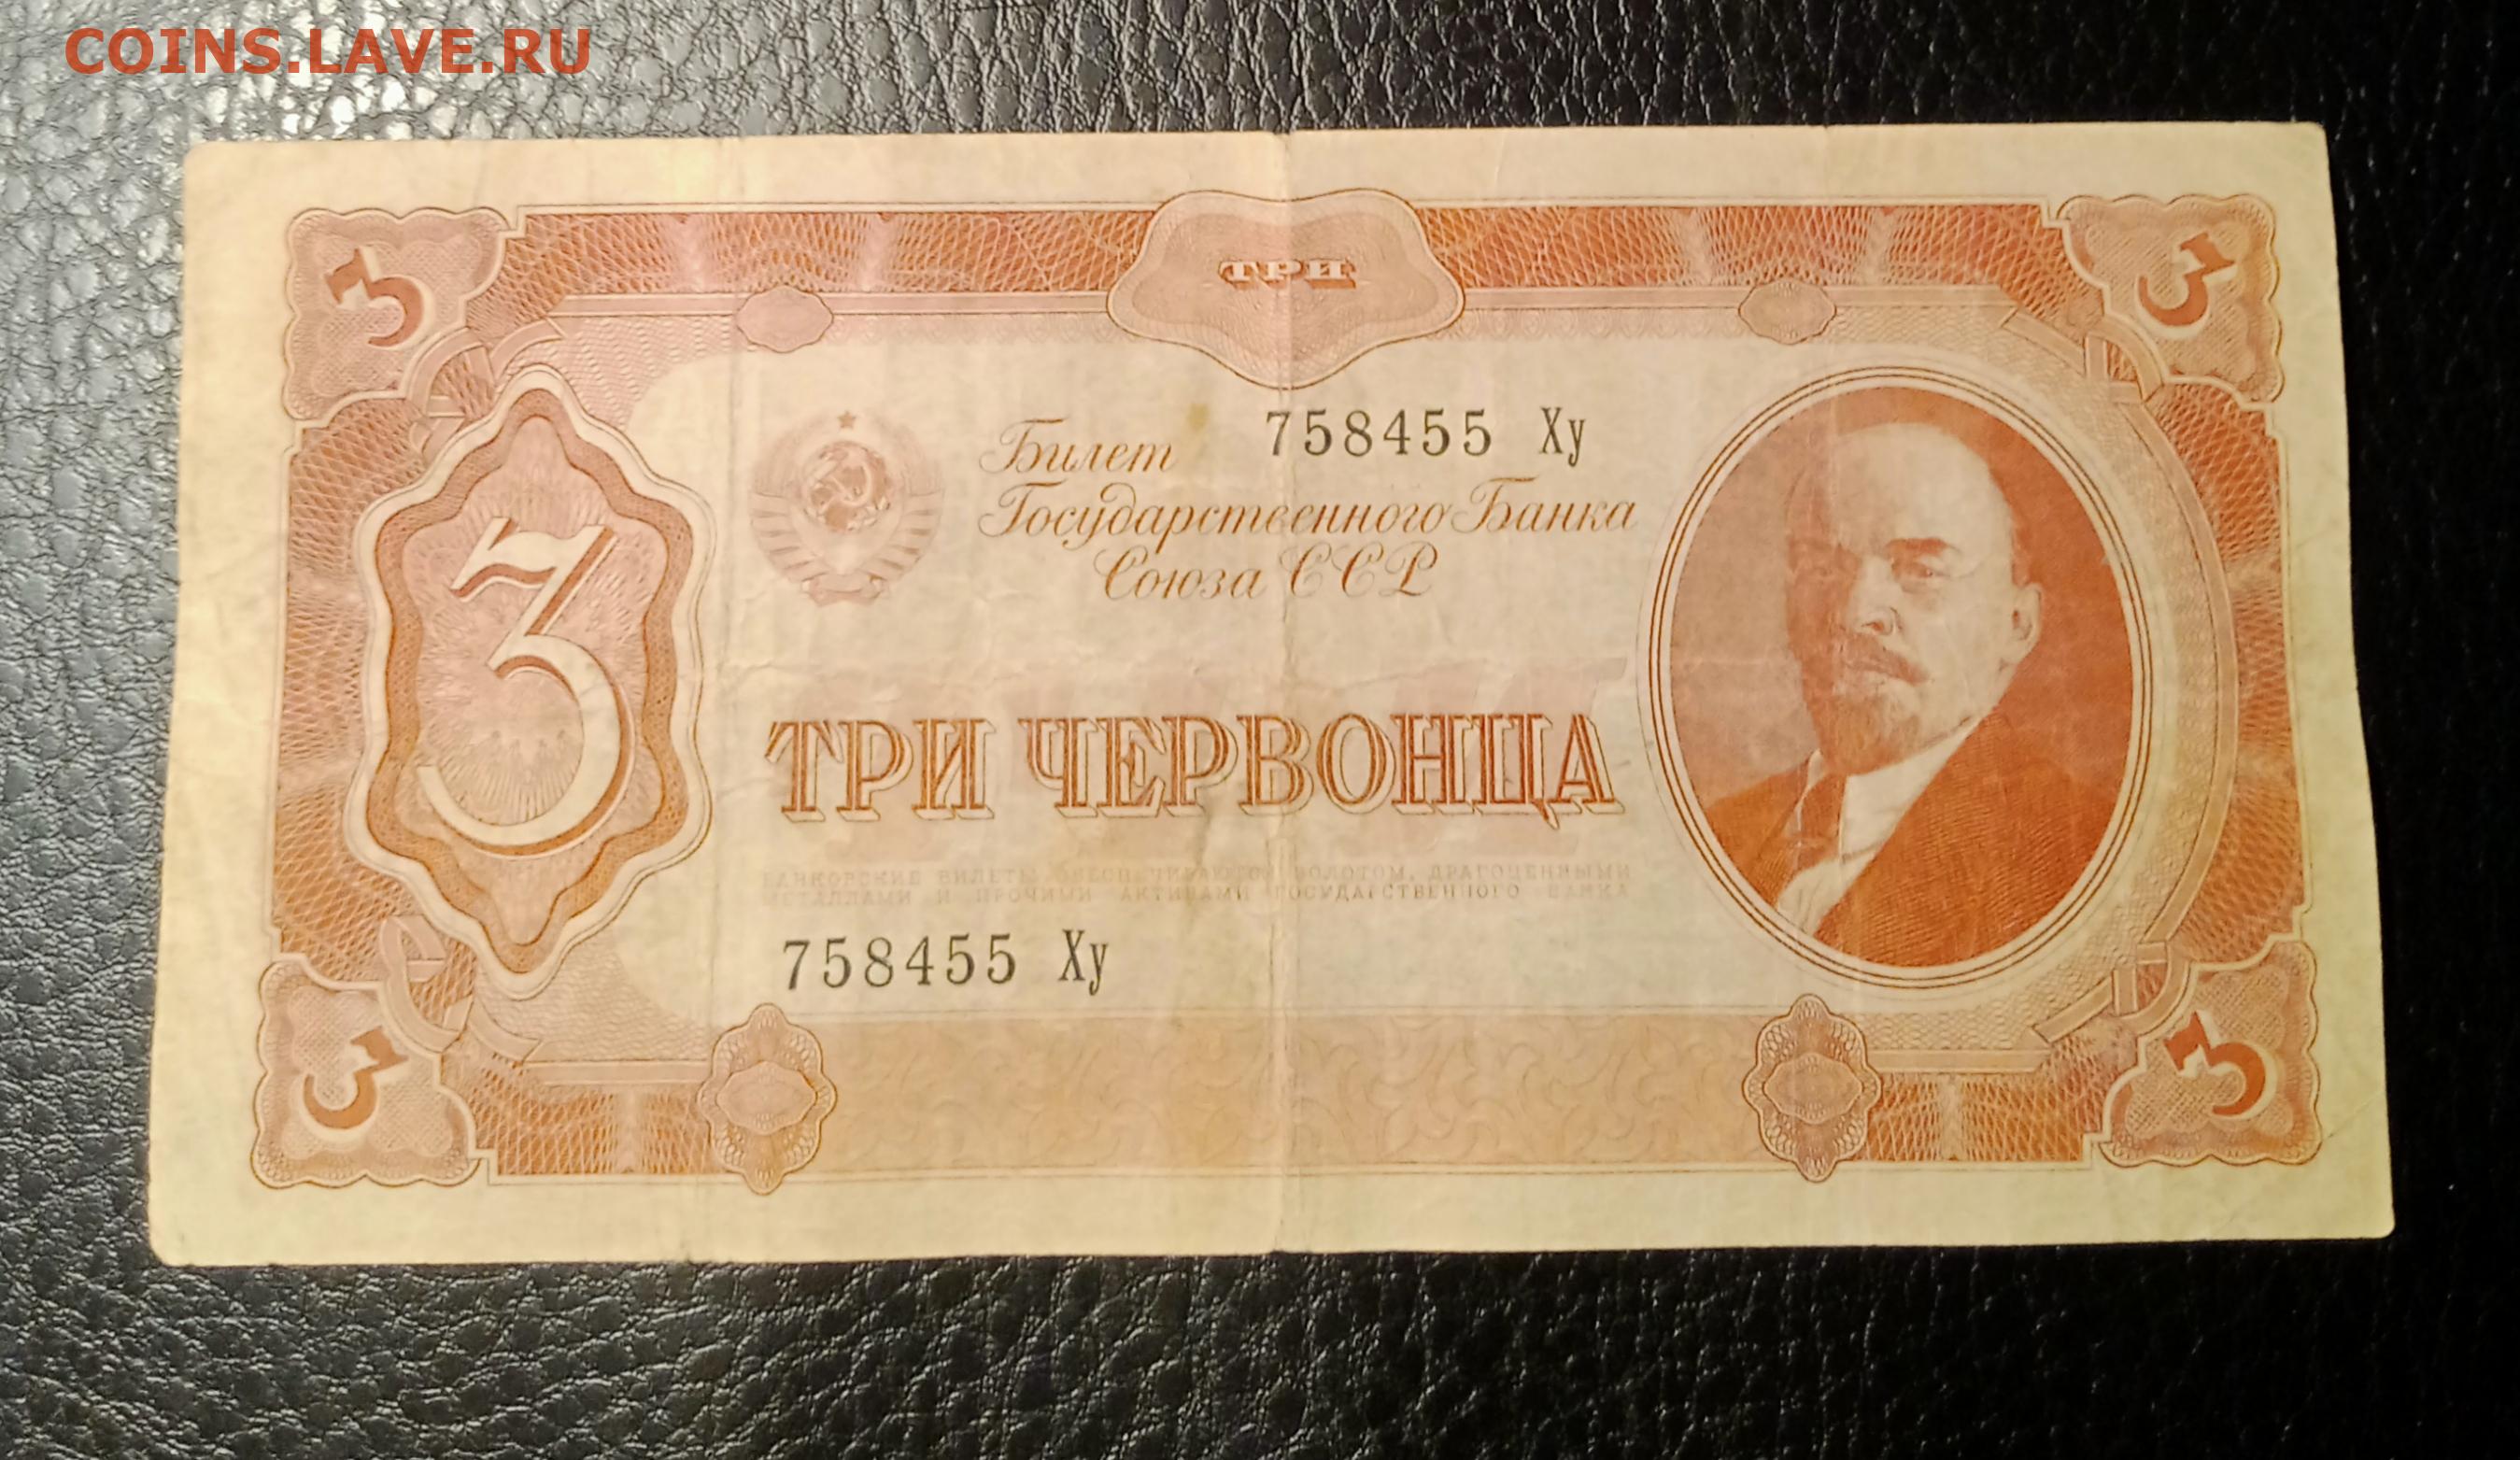 COINS.LAVE.RU
3
ТРИ
3
Билет
758455 Ху
Государственного Банка
Союза ССР
3
ТРИ ЧЕРВОНЦА
БАНКОВСКИЕ БИЛЕТЫ ОБЕСПЕЧИВАЮТСЯ ЗОЛОТОМ, ДРАГОЦЕННЫМИ
МЕТАЛЛАМИ И ПРОЧИМИ АКТИВАМИ ГОСУДАРСТВЕННОГО БАНКА
758455 Ху
3
3